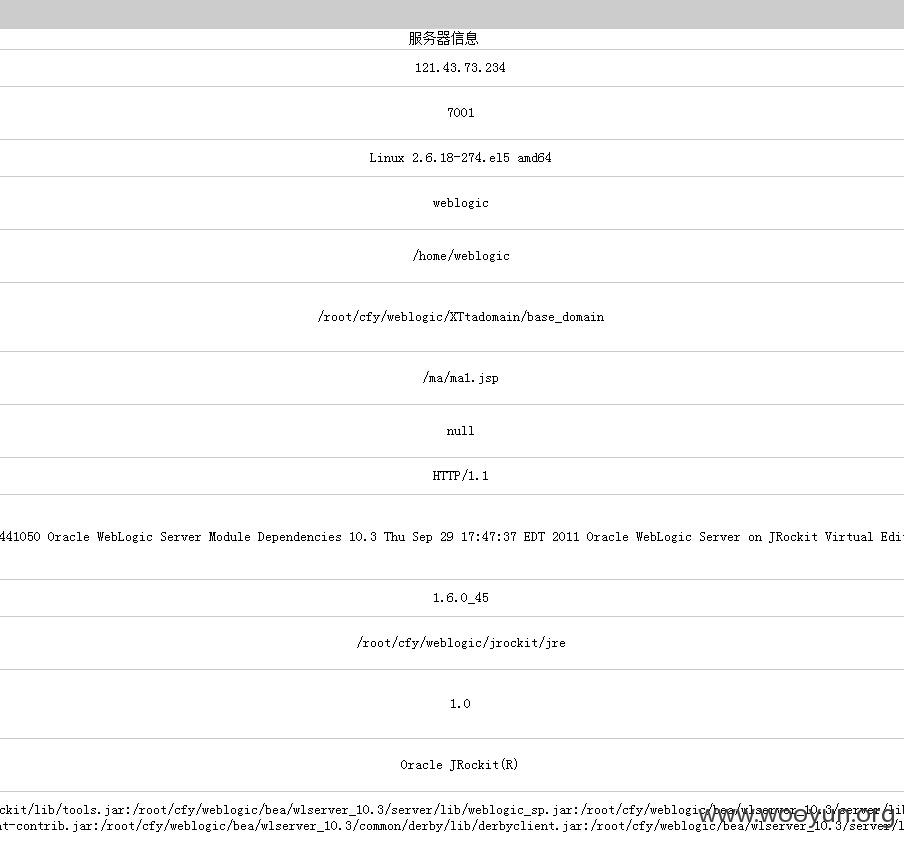 服务器信息
121.43.73.234
7001
Linux 2.6.18-274.el5 amd64
weblogic
/home/weblogic
/root/cfy/weblogic/XTtadomain/base_domain
/ma/ma1.jsp
null
HTTP/1.1
441050 Oracle WebLogic Server Module Dependencies 10.3 Thu Sep 29 17:47:37 EDT 2011 Oracle WebLogic Server on JRockit Virtual Edi
1.6.0_45
/root/cfy/weblogic/jrockit/jre
1.0
Oracle JRockit(R)
ckit/lib/tools.jar:/root/cfy/weblogic/bea/wlserver_10.3/server/lib/weblogic_sp.jar:/root/cfy/weblogic/bea/wlserver_10.3/server/lib
nt-contrib.jar:/root/cfy/weblogic/bea/wlserver_10.3/common/derby/lib/derbyclient.jar:/root/cfy/weblogic/bea/wlserver_10.3/server/l
www.wooyun.org